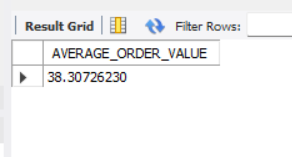 Result Grid Filter Rows:
AVERAGE_ORDER_VALUE
38.30726230